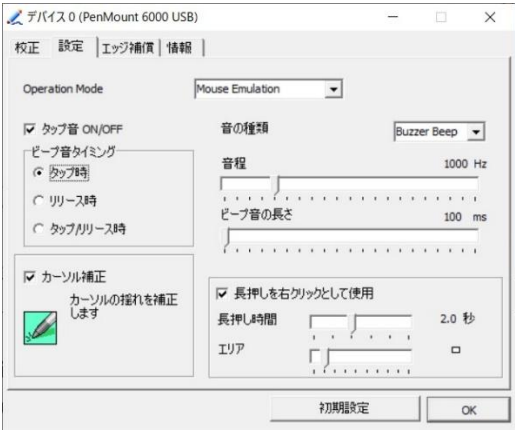 デバイス 0 (PenMount 6000 USB)
校正 設定 エッジ補償 情報
Operation Mode Mouse Emulation
タップ音 ON/OFF 音の種類 Buzzer Beep
ビープ音タイミング
音程 1000 Hz
タップ時
リリース時
ビープ音の長さ 100 ms
タップ/リリース時
カーソル補正
カーソルの揺れを補正
します
長押しを右クリックとして使用
長押し時間 2.0 秒
エリア
初期設定 OK